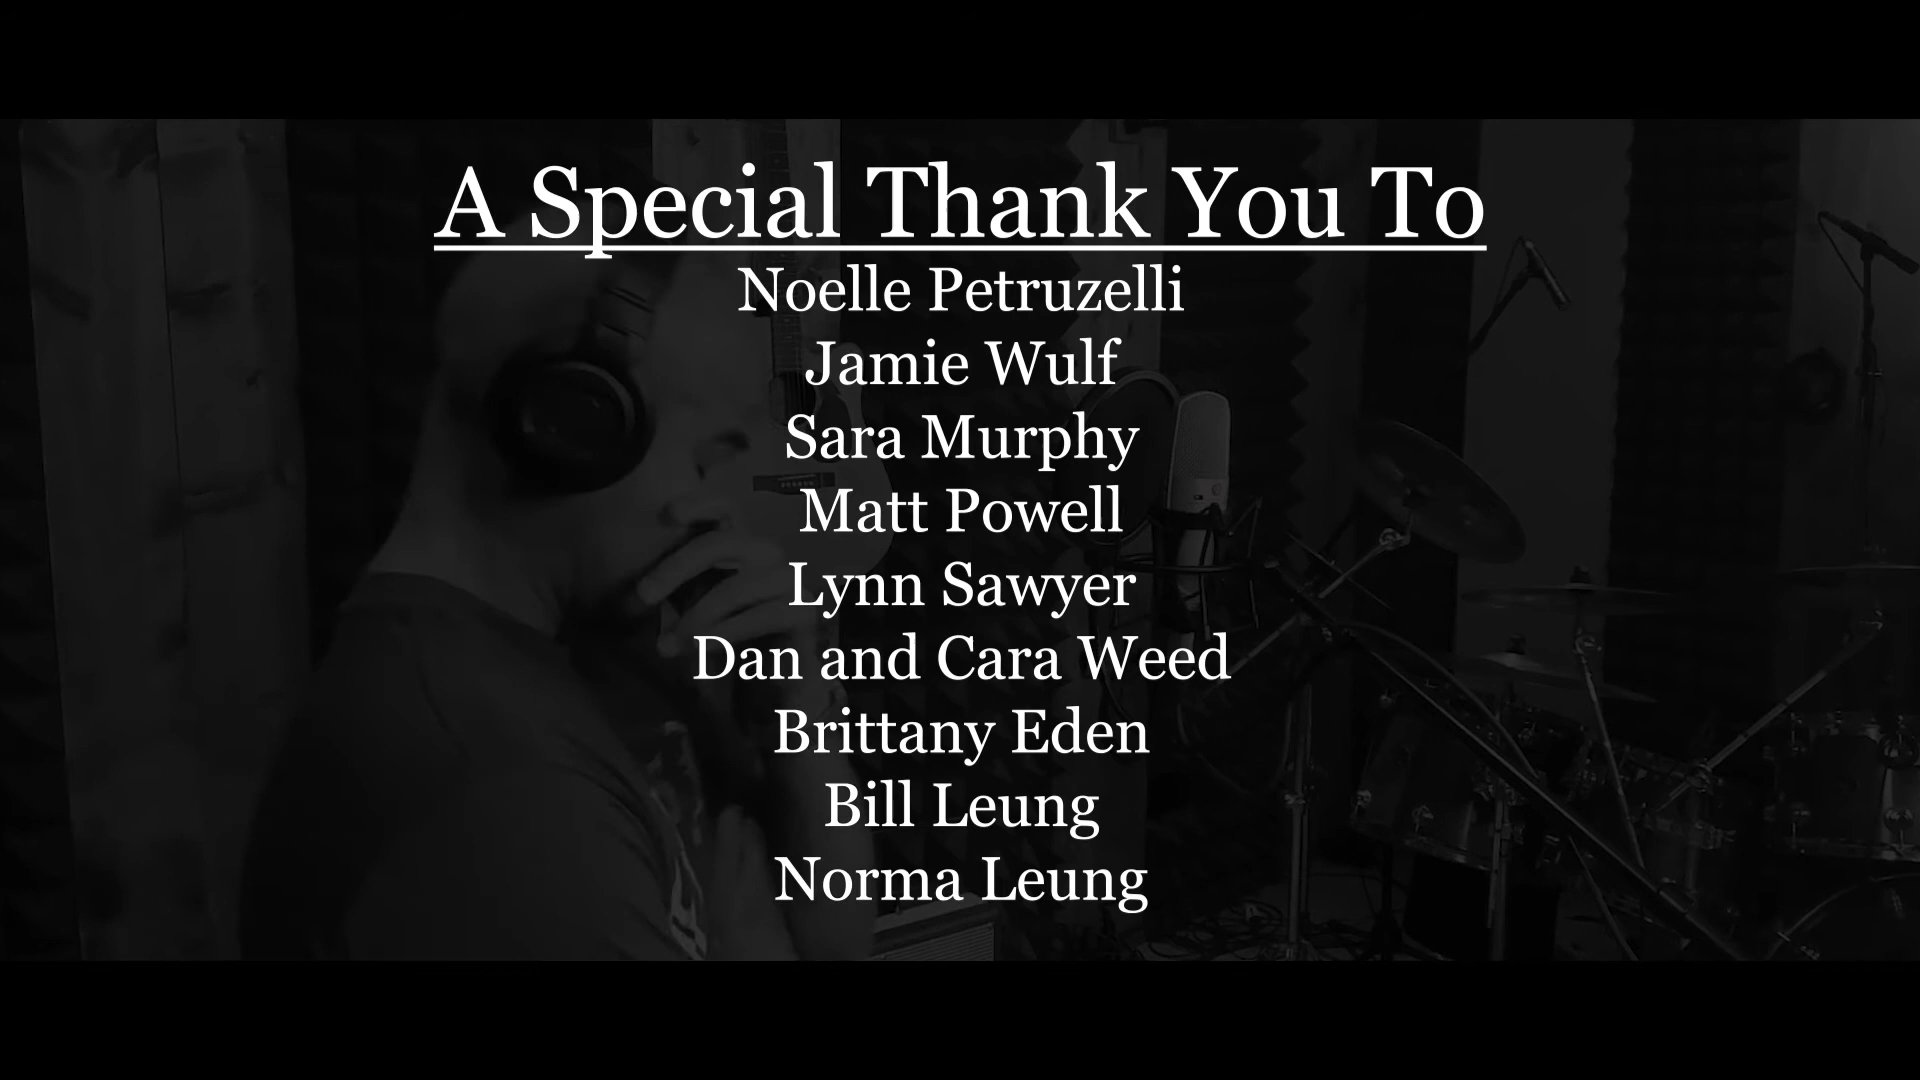 A Special Thank You To
Noelle Petruzelli
Jamie Wulf
Sara Murphy
Matt Powell
Lynn Sawyer
Dan and Cara Weed
Brittany Eden
Bill Leung
Norma Leung